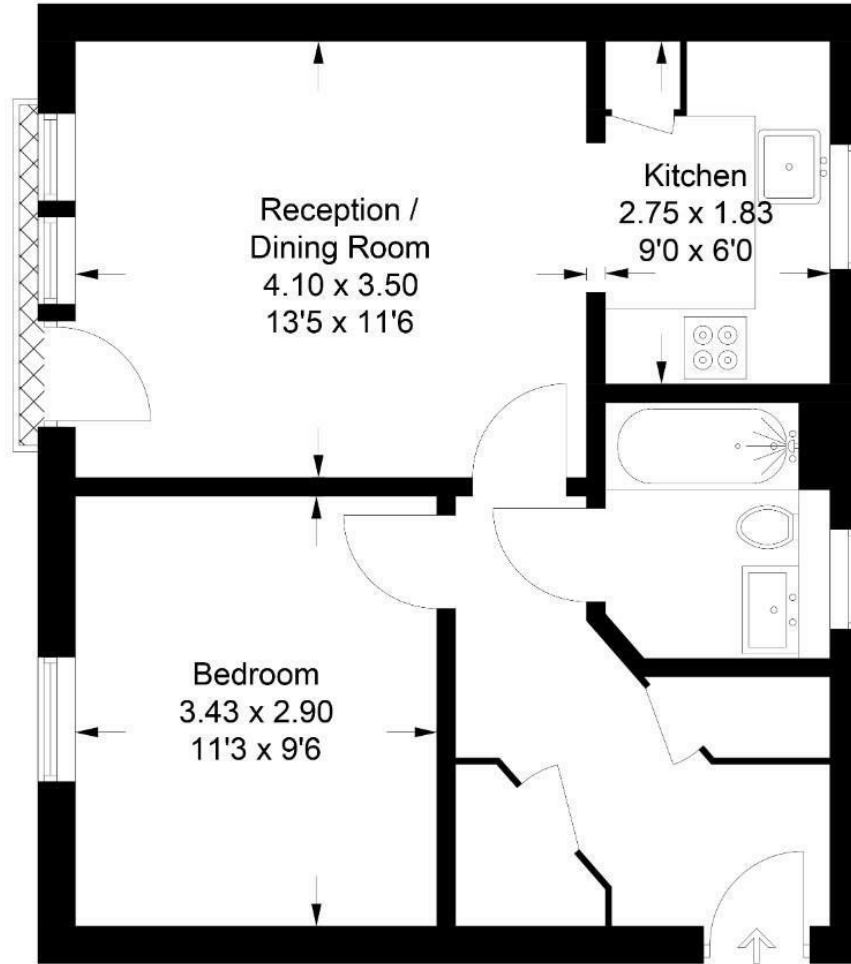 Reception /
Dining Room
4.10 x 3.50
13'5 x 11'6
Kitchen
2.75 x 1.83
9'0 x 6'0
Bedroom
3.43 x 2.90
11'3 x 9'6